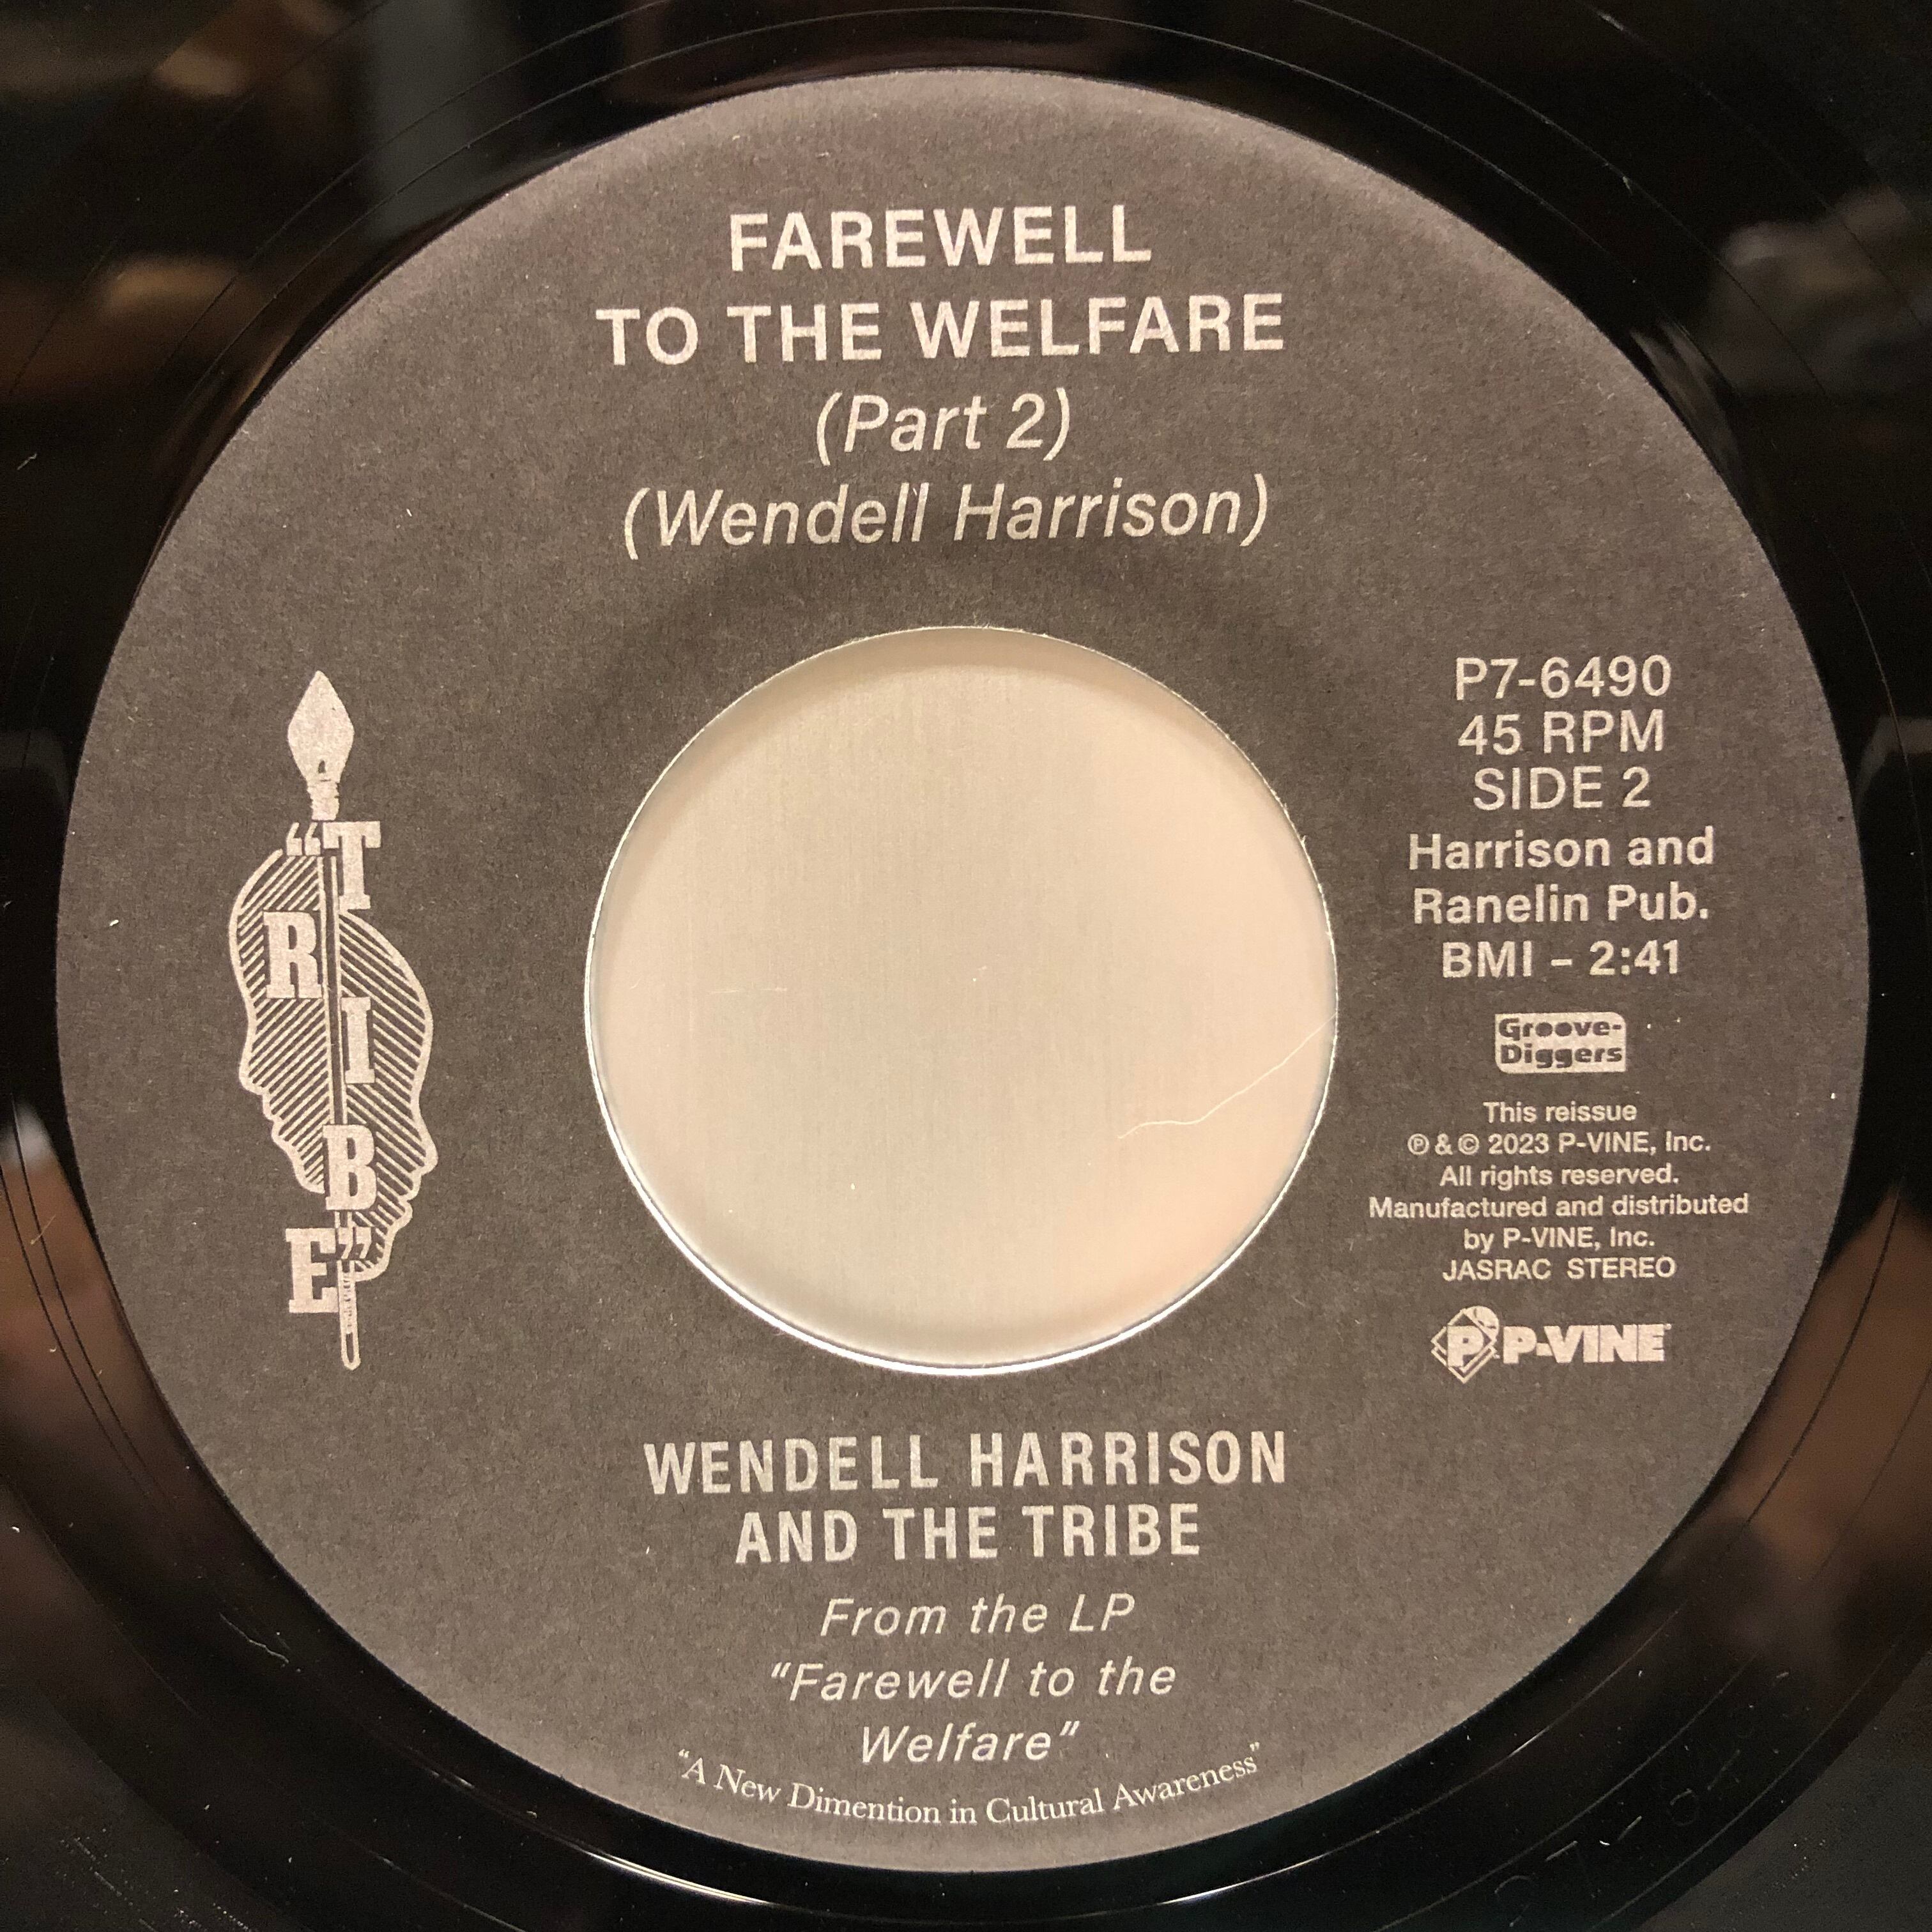 FAREWELL
TO THE WELFARE
(Part 2)
(Wendell Harrison)
“TRIBE”
P7-6490
45 RPM
SIDE 2
Harrison and
Ranelin Pub.
BMI – 2:41
Groove-
Diggers
This reissue
℗ & © 2023 P-VINE, Inc.
All rights reserved.
Manufactured and distributed
by P-VINE, Inc.
JASRAC STEREO
P P-VINE
WENDELL HARRISON
AND THE TRIBE
From the LP
“Farewell to the
Welfare”
“A New Dimention in Cultural Awareness”